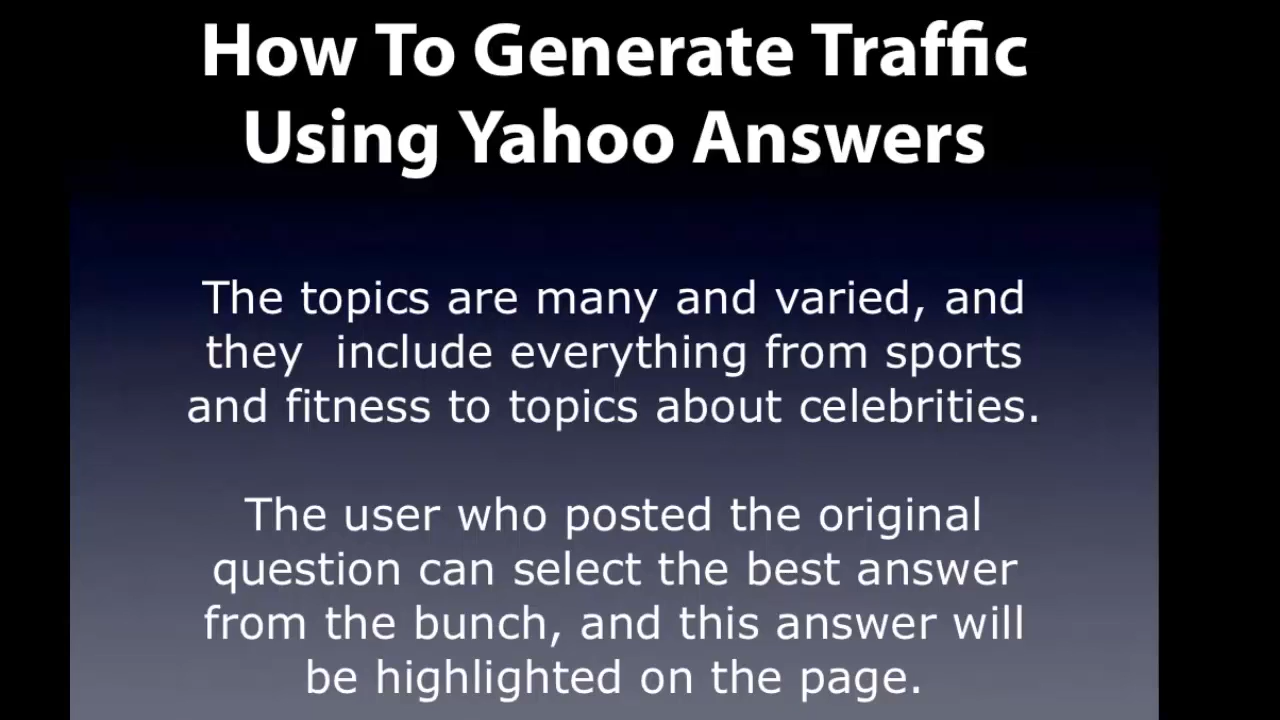 How To Generate Traffic
Using Yahoo Answers
The topics are many and varied, and
they  include everything from sports
and fitness to topics about celebrities.
The user who posted the original
question can select the best answer
from the bunch, and this answer will
be highlighted on the page.